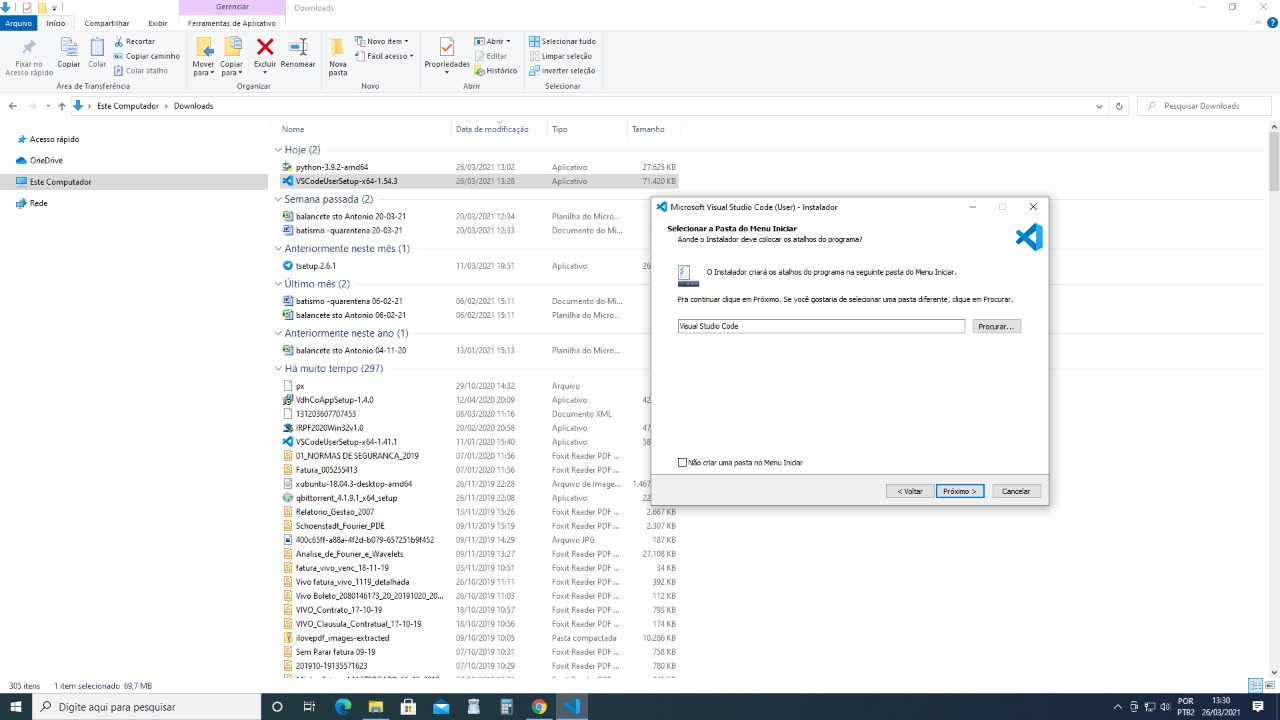 Gerenciar
Downloads
Arquivo
Início
Compartilhar
Exibir
Ferramentas de Aplicativo
Fixar no
Acesso rápido
Copiar
Colar
Recortar
Copiar caminho
Colar atalho
Área de Transferência
Mover
para
Copiar
para
Excluir
Renomear
Organizar
Nova
pasta
Novo item
Fácil acesso
Novo
Propriedades
Abrir
Editar
Histórico
Abrir
Selecionar tudo
Limpar seleção
Inverter seleção
Selecionar
Este Computador > Downloads
Pesquisar Downloads
Acesso rápido
OneDrive
Este Computador
Rede
Nome Data de modificação Tipo Tamanho
Hoje (2)
python-3.9.2-amd64 26/03/2021 13:02 Aplicativo 27.625 KB
VSCodeUserSetup-x64-1.54.3 26/03/2021 13:28 Aplicativo 71.420 KB
Semana passada (2)
balancete sto Antonio 20-03-21 20/03/2021 12:34 Planilha do Micro...
batismo -quarentena 20-03-21 20/03/2021 12:33 Documento do Mi...
Anteriormente neste mês (1)
tsetup.2.6.1 11/03/2021 19:51 Aplicativo 26
Último mês (2)
batismo -quarentena 06-02-21 06/02/2021 15:11 Documento do Mi...
balancete sto Antonio 06-02-21 06/02/2021 15:11 Planilha do Micro...
Anteriormente neste ano (1)
balancete sto Antonio 04-11-20 13/01/2021 15:13 Planilha do Micro...
Há muito tempo (297)
px 29/10/2020 14:32 Arquivo
VdhCoAppSetup-1.4.0 12/04/2020 20:09 Aplicativo 42
131203607707453 08/03/2020 11:16 Documento XML
IRPF2020Win32v1.0 20/02/2020 20:58 Aplicativo 47
VSCodeUserSetup-x64-1.41.1 11/01/2020 15:40 Aplicativo 58
01_NORMAS DE SEGURANCA_2019 07/01/2020 11:56 Foxit Reader PDF ...
Fatura_005255413 07/01/2020 11:56 Foxit Reader PDF ...
xubuntu-18.04.3-desktop-amd64 26/11/2019 22:28 Arquivo de Image... 1.467
qbittorrent_4.1.9.1_x64_setup 26/11/2019 22:08 Aplicativo 22
Relatorio_Gestao_2007 13/11/2019 15:26 Foxit Reader PDF ... 2.667 KB
Schoenstadt_Fourier_PDE 09/11/2019 15:19 Foxit Reader PDF ... 2.307 KB
400c65ff-a88a-4f2d-b079-657251b9f452 09/11/2019 14:29 Arquivo JPG 187 KB
Analise_de_Fourier_e_Wavelets 09/11/2019 13:27 Foxit Reader PDF ... 27.108 KB
fatura_vivo_venc_18-11-19 03/11/2019 10:51 Foxit Reader PDF ... 34 KB
Vivo fatura_vivo_1119_detalhada 26/10/2019 11:11 Foxit Reader PDF ... 392 KB
Vivo Boleto_2080146173_20_20191020_20... 26/10/2019 11:03 Foxit Reader PDF ... 112 KB
VIVO_Contrato_17-10-19 18/10/2019 10:57 Foxit Reader PDF ... 795 KB
VIVO_Clausula_Contratual_17-10-19 18/10/2019 10:56 Foxit Reader PDF ... 174 KB
ilovepdf_images-extracted 09/10/2019 10:05 Pasta compactada 10.286 KB
Sem Parar fatura 09-19 07/10/2019 10:31 Foxit Reader PDF ... 758 KB
201910-19135571623 07/10/2019 10:29 Foxit Reader PDF ... 780 KB
Microsoft Visual Studio Code (User) - Instalador
Selecionar a Pasta do Menu Iniciar
Aonde o Instalador deve colocar os atalhos do programa?
O Instalador criará os atalhos do programa na seguinte pasta do Menu Iniciar.
Pra continuar clique em Próximo. Se você gostaria de selecionar uma pasta diferente, clique em Procurar.
Visual Studio Code
Procurar...
Não criar uma pasta no Menu Iniciar
< Voltar
Próximo >
Cancelar
305 itens 1 item selecionado 69,7 MB
Digite aqui para pesquisar
POR
PTB2
13:30
26/03/2021